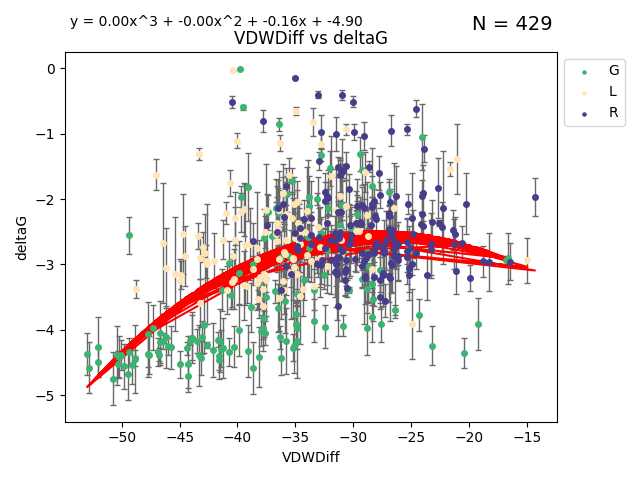 y = 0.00x^3 + -0.00x^2 + -0.16x + -4.90
N = 429
VDWDiff vs deltaG
G
L
R
deltaG
0
−1
−2
−3
−4
−5
−50 −45 −40 −35 −30 −25 −20 −15
VDWDiff